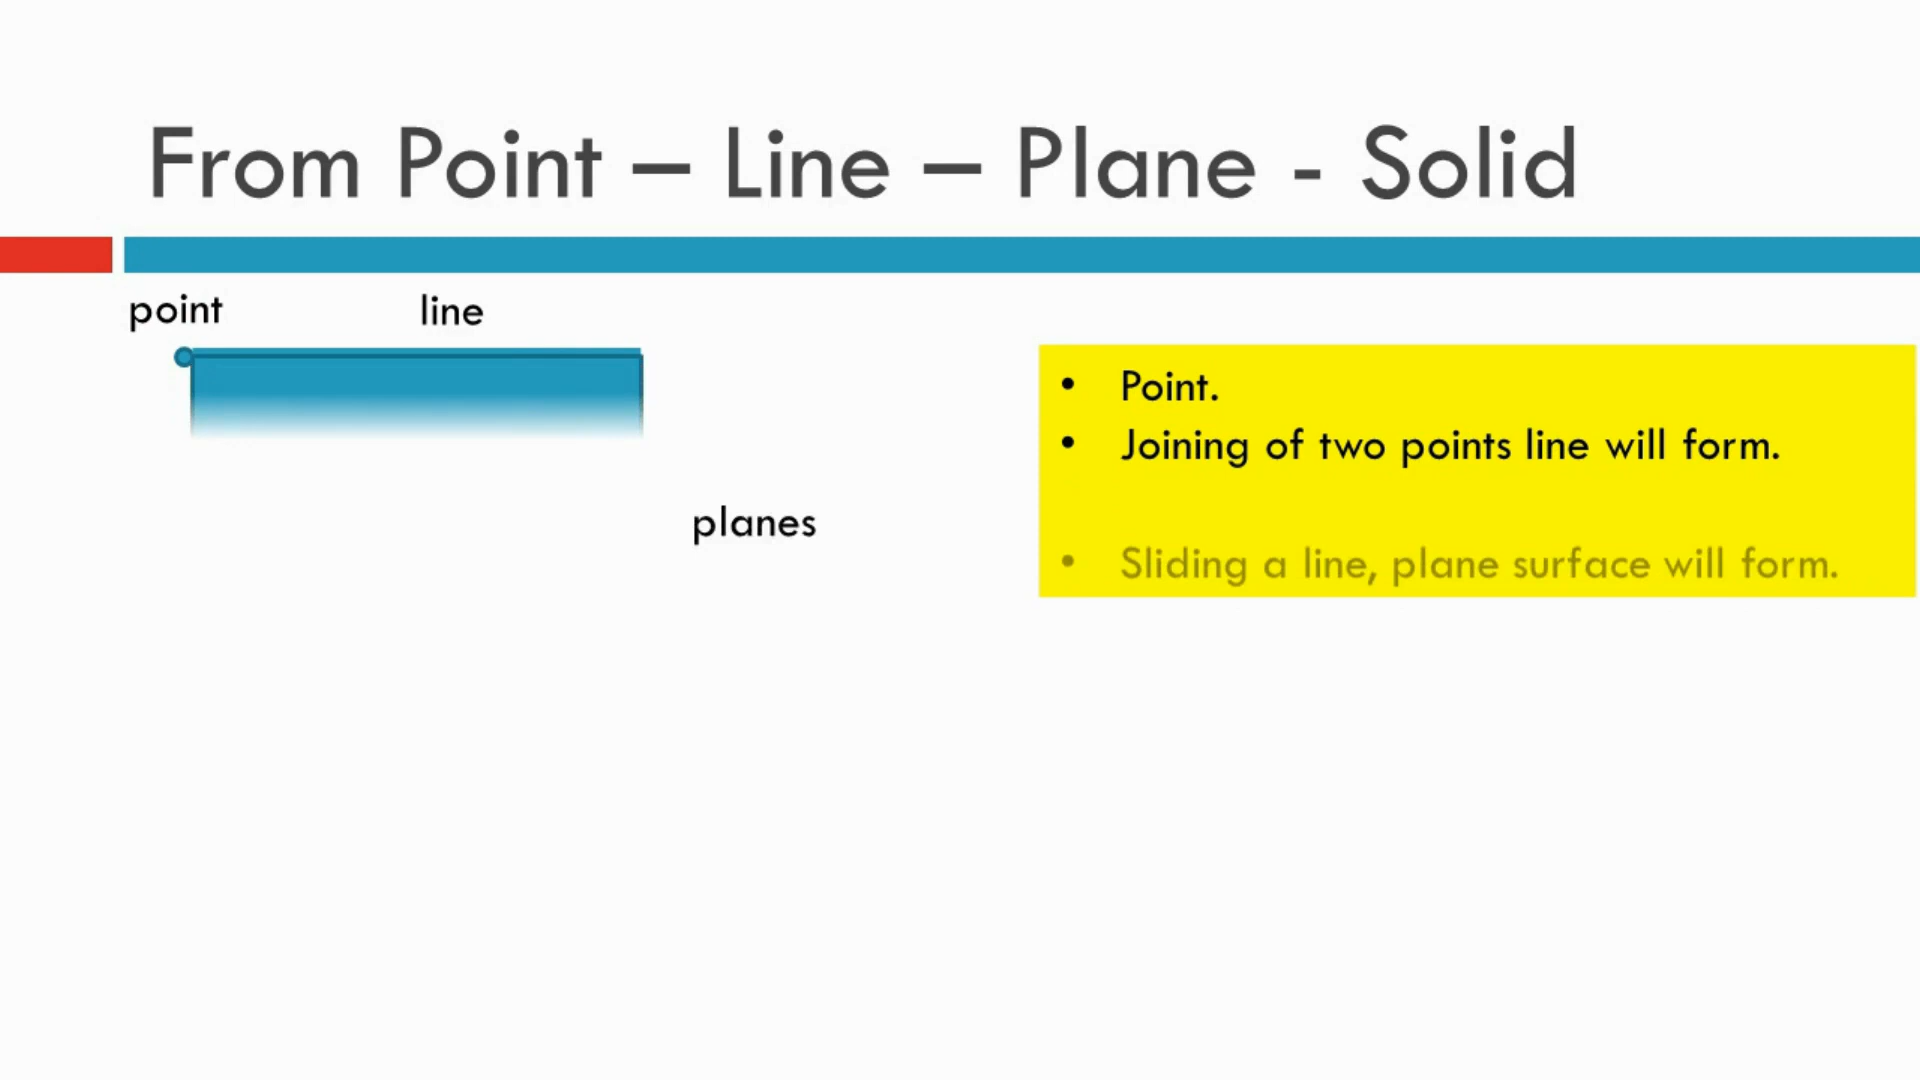 From Point – Line – Plane - Solid
point
line
planes
• Point.
• Joining of two points line will form.
• Sliding a line, plane surface will form.